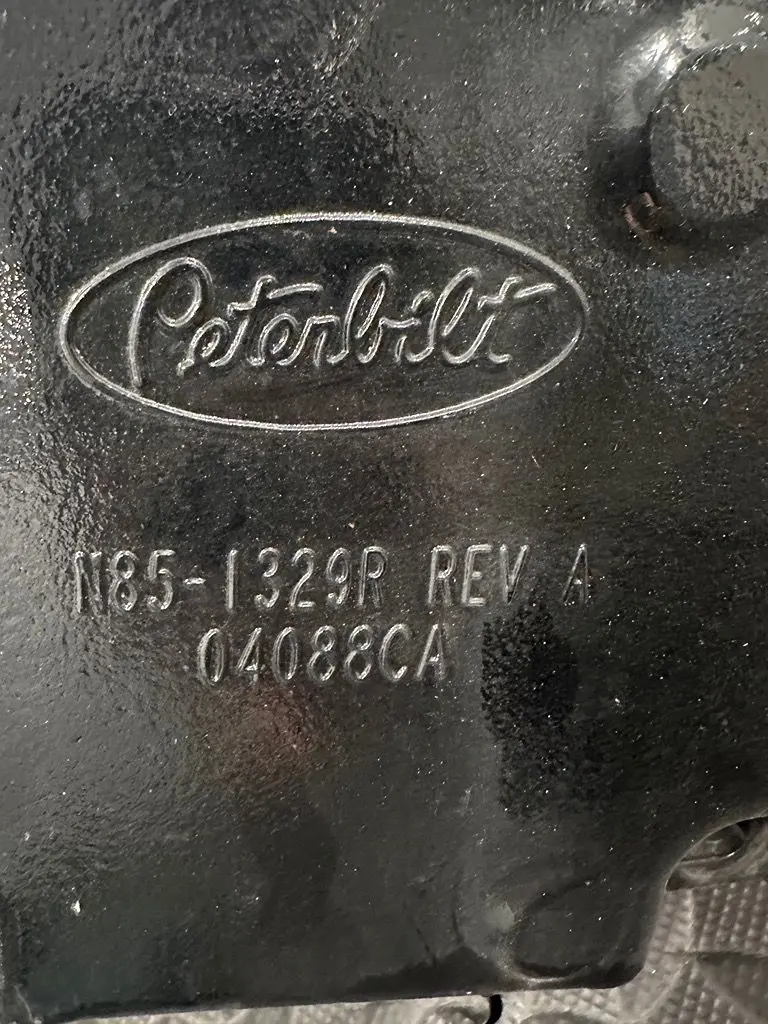 Peterbilt
N85-1329R REV A
04088CA